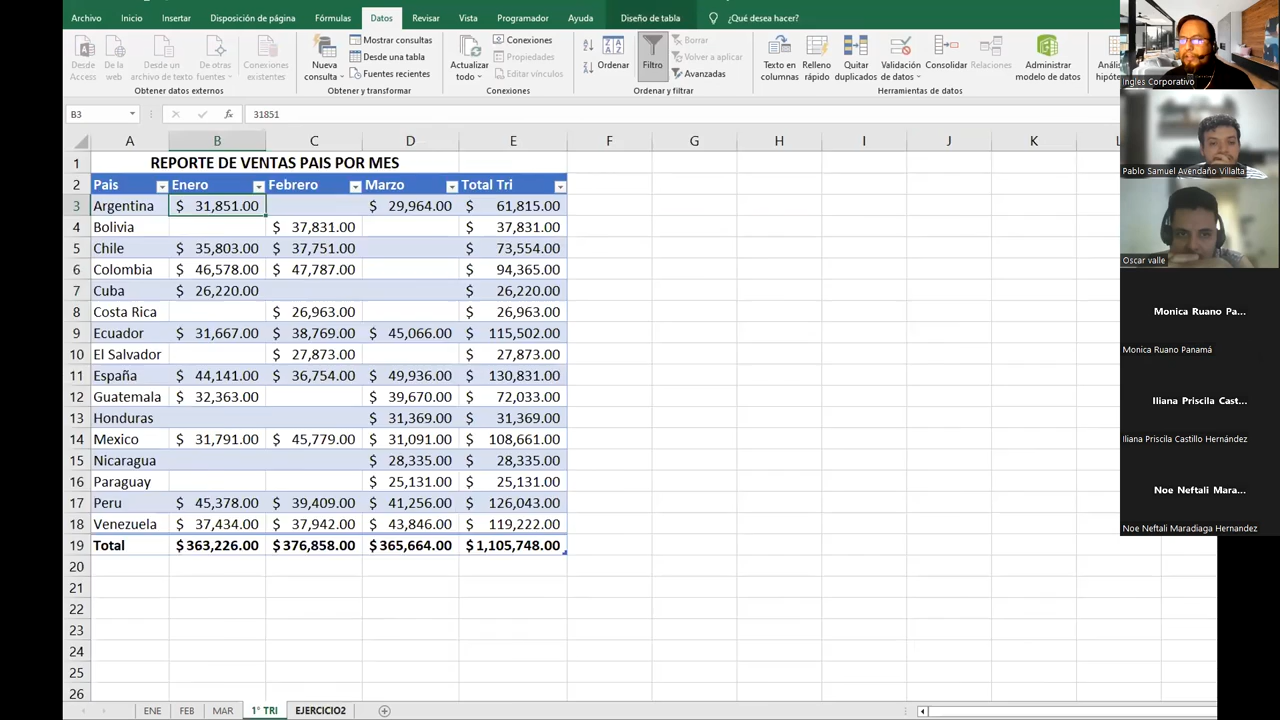 Archivo Inicio Insertar Disposición de página Fórmulas Datos Revisar Vista Programador Ayuda Diseño de tabla ¿Qué desea hacer?
Desde Access
De la web
Desde un archivo de texto
De otras fuentes
Conexiones existentes
Obtener datos externos
Nueva consulta
Mostrar consultas
Desde una tabla
Fuentes recientes
Obtener y transformar
Actualizar todo
Conexiones
Propiedades
Editar vínculos
Conexiones
Ordenar
Filtro
Borrar
Volver a aplicar
Avanzadas
Ordenar y filtrar
Texto en columnas
Relleno rápido
Quitar duplicados
Validación de datos
Consolidar
Relaciones
Administrar modelo de datos
Herramientas de datos
B3 fx 31851
A B C D E F G H I J K
1 REPORTE DE VENTAS PAIS POR MES
2 Pais Enero Febrero Marzo Total Tri
3 Argentina $ 31,851.00 $ 29,964.00 $ 61,815.00
4 Bolivia $ 37,831.00 $ 37,831.00
5 Chile $ 35,803.00 $ 37,751.00 $ 73,554.00
6 Colombia $ 46,578.00 $ 47,787.00 $ 94,365.00
7 Cuba $ 26,220.00 $ 26,220.00
8 Costa Rica $ 26,963.00 $ 26,963.00
9 Ecuador $ 31,667.00 $ 38,769.00 $ 45,066.00 $ 115,502.00
10 El Salvador $ 27,873.00 $ 27,873.00
11 España $ 44,141.00 $ 36,754.00 $ 49,936.00 $ 130,831.00
12 Guatemala $ 32,363.00 $ 39,670.00 $ 72,033.00
13 Honduras $ 31,369.00 $ 31,369.00
14 Mexico $ 31,791.00 $ 45,779.00 $ 31,091.00 $ 108,661.00
15 Nicaragua $ 28,335.00 $ 28,335.00
16 Paraguay $ 25,131.00 $ 25,131.00
17 Peru $ 45,378.00 $ 39,409.00 $ 41,256.00 $ 126,043.00
18 Venezuela $ 37,434.00 $ 37,942.00 $ 43,846.00 $ 119,222.00
19 Total $ 363,226.00 $ 376,858.00 $ 365,664.00 $ 1,105,748.00
20
21
22
23
24
25
26
ENE FEB MAR 1° TRI EJERCICIO2
Ingles Corporativo
Pablo Samuel Avendaño Villalta
Oscar valle
Monica Ruano Pa...
Monica Ruano Panamá
Iliana Priscila Cast...
Iliana Priscila Castillo Hernández
Noe Neftali Mara...
Noe Neftali Maradiaga Hernandez